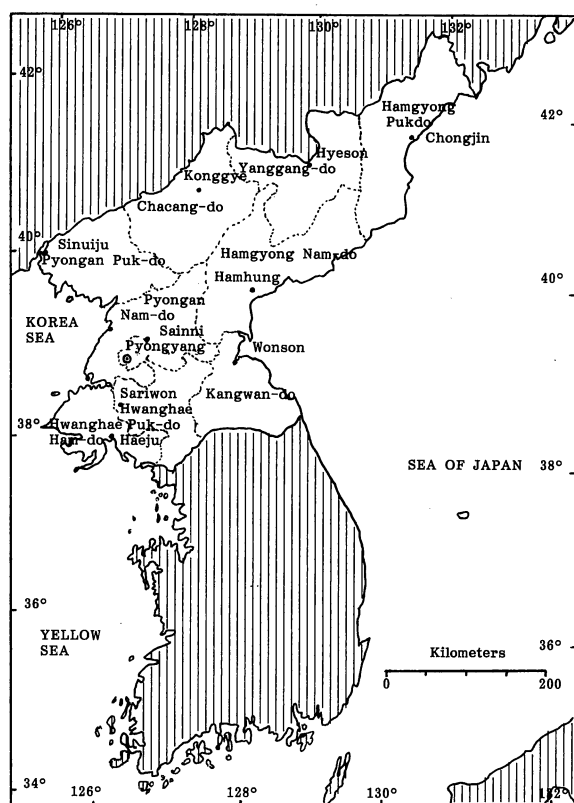 126°
128°
130°
132°
42°
42°
Hamgyong
Pukdo
Chongjin
Hyeson
Yanggang-do
Konggye
Chacang-do
40°
Sinuiju
Pyongan Puk-do
Hamgyong Nam-do
Hamhung
40°
Pyongan
Nam-do
KOREA
SEA
Sainni
Pyongyang
Wonson
Sariwon
Kangwan-do
Hwanghae
Hwanghae Puk-do
Ham-do Haeju
38°
SEA OF JAPAN
38°
36°
YELLOW
SEA
36°
Kilometers
0
200
34°
126°
128°
130°
132°